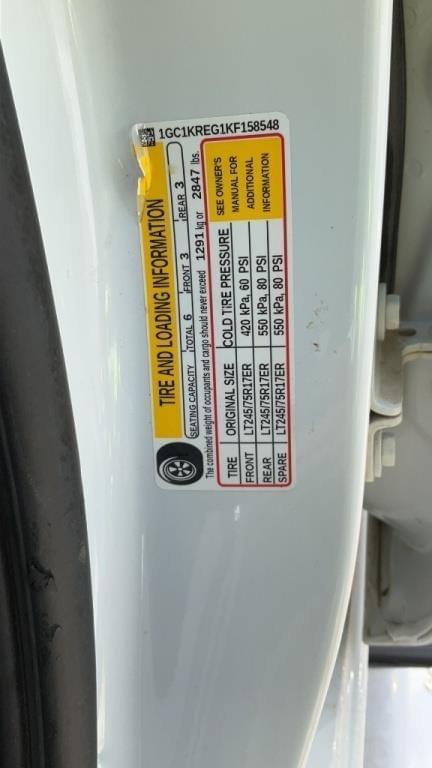 1GC1KREG1KF158548
TIRE AND LOADING INFORMATION
SEATING CAPACITY TOTAL 6 FRONT 3 REAR 3
The combined weight of occupants and cargo should never exceed 1291 kg or 2847 lbs.
TIRE ORIGINAL SIZE COLD TIRE PRESSURE
FRONT LT245/75R17ER 420 kPa, 60 PSI
REAR LT245/75R17ER 550 kPa, 80 PSI
SPARE LT245/75R17ER 550 kPa, 80 PSI
SEE OWNER'S
MANUAL FOR
ADDITIONAL
INFORMATION